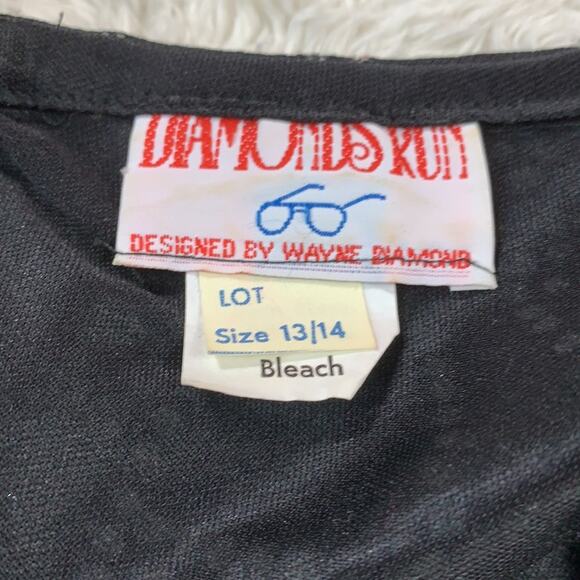 DIAMONDS RUN
DESIGNED BY WAYNE DIAMOND
LOT
Size 13/14
Bleach